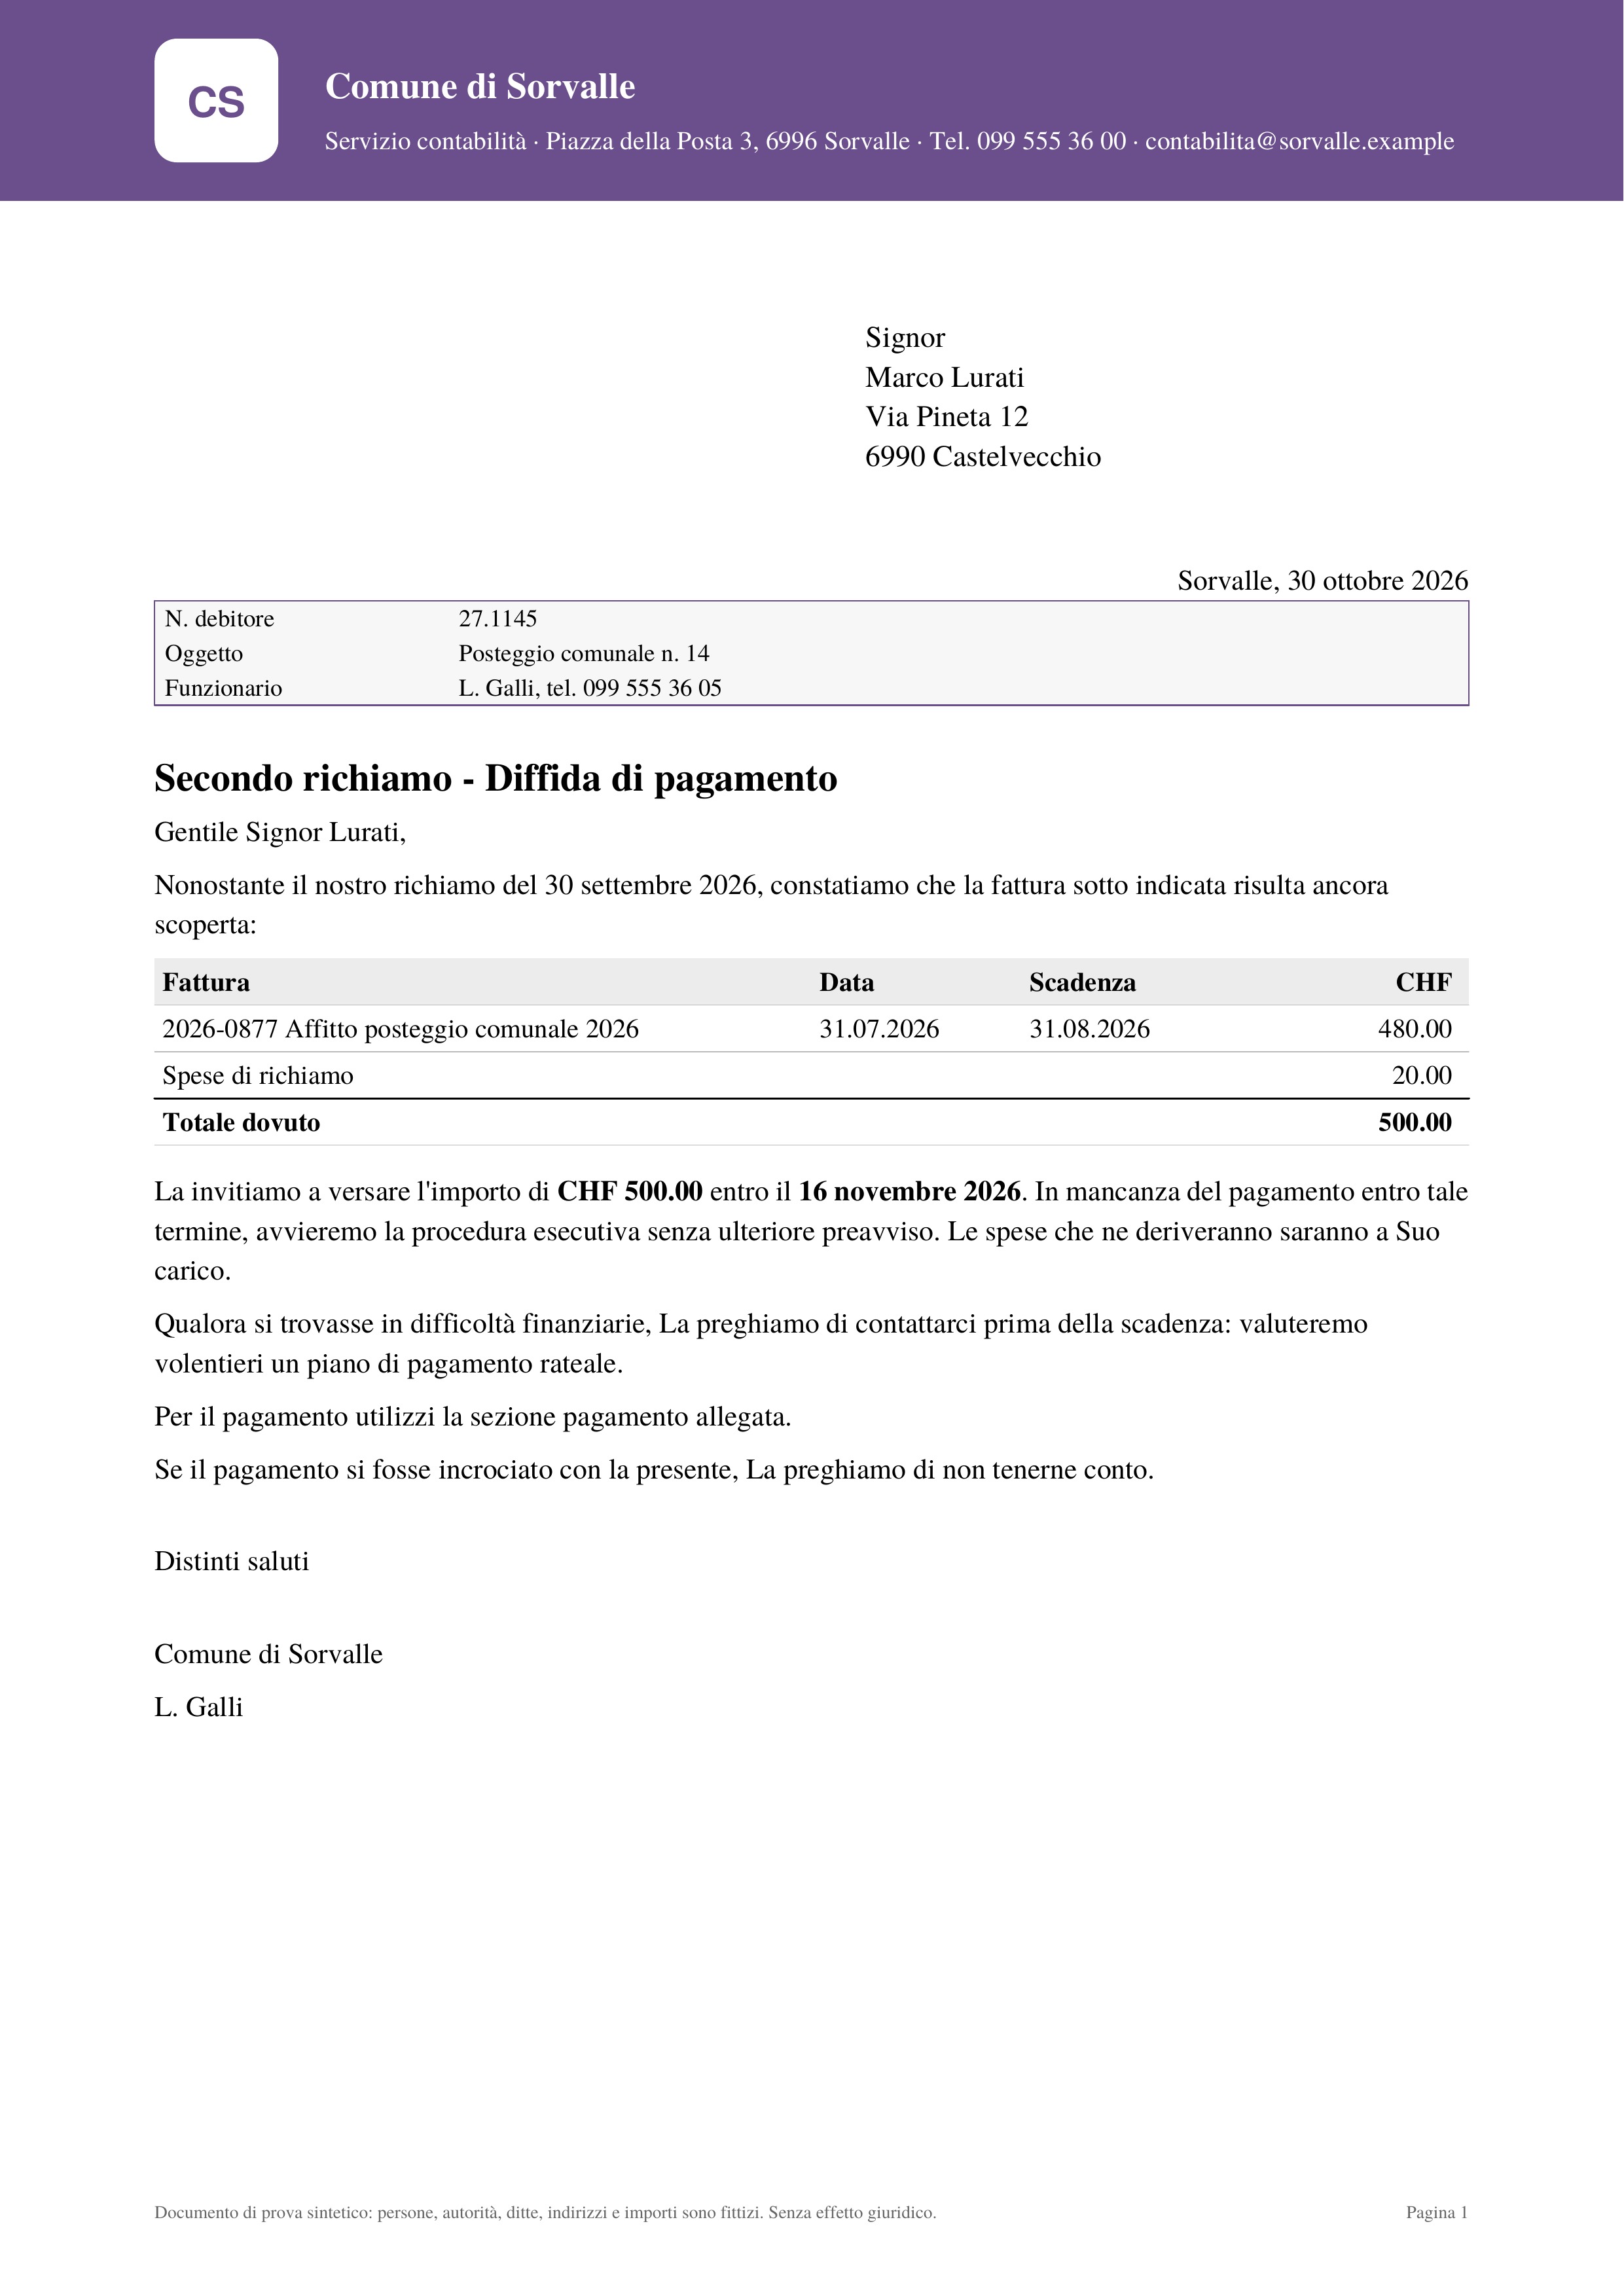 CS
Comune di Sorvalle
Servizio contabilità · Piazza della Posta 3, 6996 Sorvalle · Tel. 099 555 36 00 · contabilita@sorvalle.example
Signor
Marco Lurati
Via Pineta 12
6990 Castelvecchio
Sorvalle, 30 ottobre 2026
N. debitore 27.1145
Oggetto Posteggio comunale n. 14
Funzionario L. Galli, tel. 099 555 36 05
Secondo richiamo - Diffida di pagamento
Gentile Signor Lurati,
Nonostante il nostro richiamo del 30 settembre 2026, constatiamo che la fattura sotto indicata risulta ancora
scoperta:
Fattura Data Scadenza CHF
2026-0877 Affitto posteggio comunale 2026 31.07.2026 31.08.2026 480.00
Spese di richiamo 20.00
Totale dovuto 500.00
La invitiamo a versare l'importo di CHF 500.00 entro il 16 novembre 2026. In mancanza del pagamento entro tale
termine, avvieremo la procedura esecutiva senza ulteriore preavviso. Le spese che ne deriveranno saranno a Suo
carico.
Qualora si trovasse in difficoltà finanziarie, La preghiamo di contattarci prima della scadenza: valuteremo
volentieri un piano di pagamento rateale.
Per il pagamento utilizzi la sezione pagamento allegata.
Se il pagamento si fosse incrociato con la presente, La preghiamo di non tenerne conto.
Distinti saluti
Comune di Sorvalle
L. Galli
Documento di prova sintetico: persone, autorità, ditte, indirizzi e importi sono fittizi. Senza effetto giuridico. Pagina 1